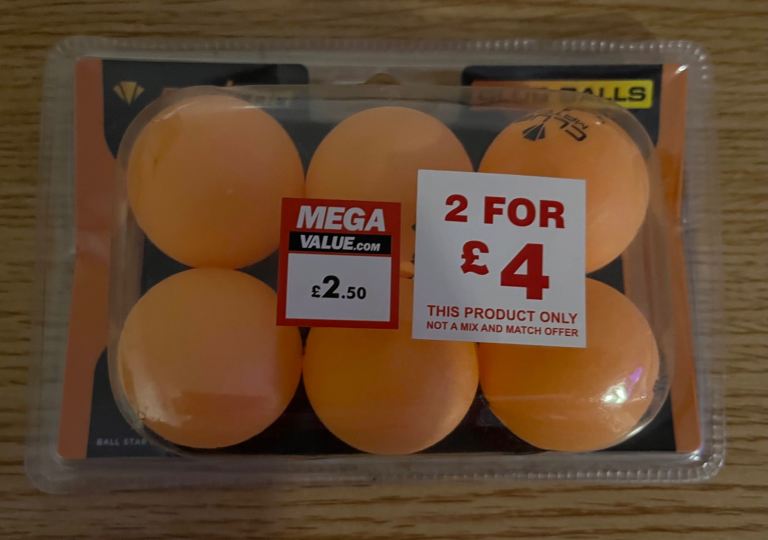 CLUB BALLS
MEGA
VALUE.COM
£2.50
2 FOR
£4
THIS PRODUCT ONLY
NOT A MIX AND MATCH OFFER
BALL STAR